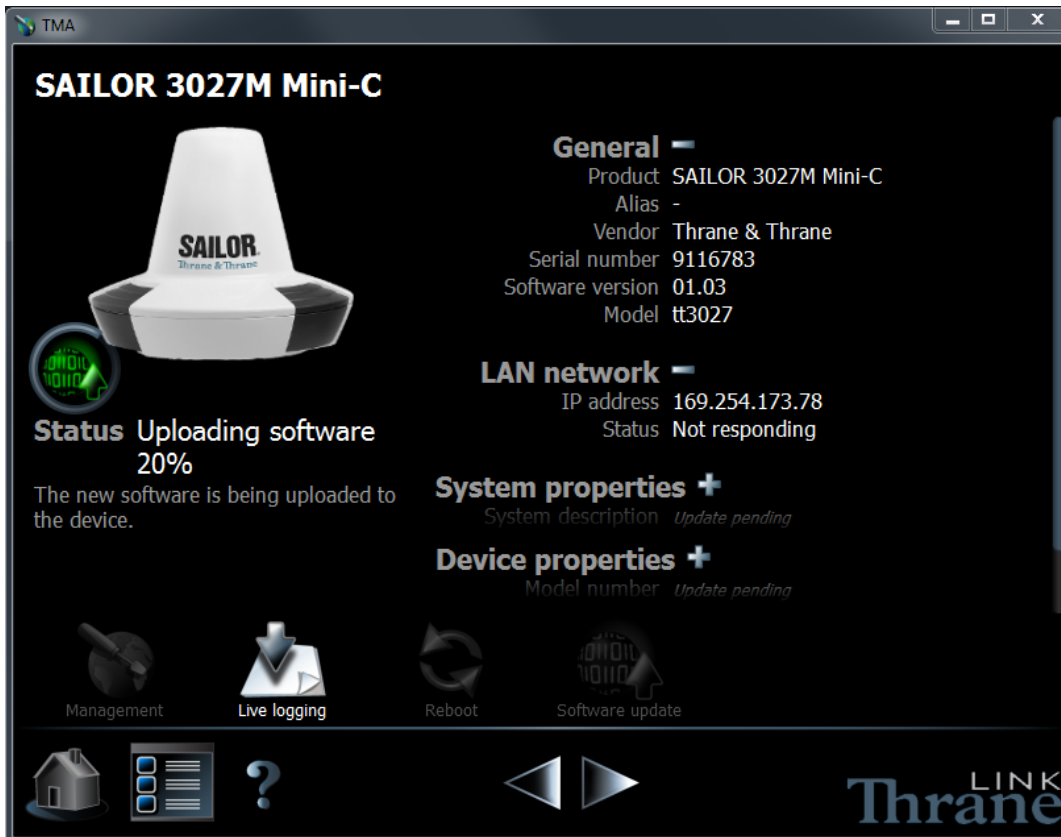 TMA
SAILOR 3027M Mini-C
SAILOR
Thrane & Thrane
Status Uploading software
20%
The new software is being uploaded to
the device.
General
Product SAILOR 3027M Mini-C
Alias -
Vendor Thrane & Thrane
Serial number 9116783
Software version 01.03
Model tt3027
LAN network
IP address 169.254.173.78
Status Not responding
System properties
System description Update pending
Device properties
Model number Update pending
Management
Live logging
Reboot
Software update
?
LINK
Thrane